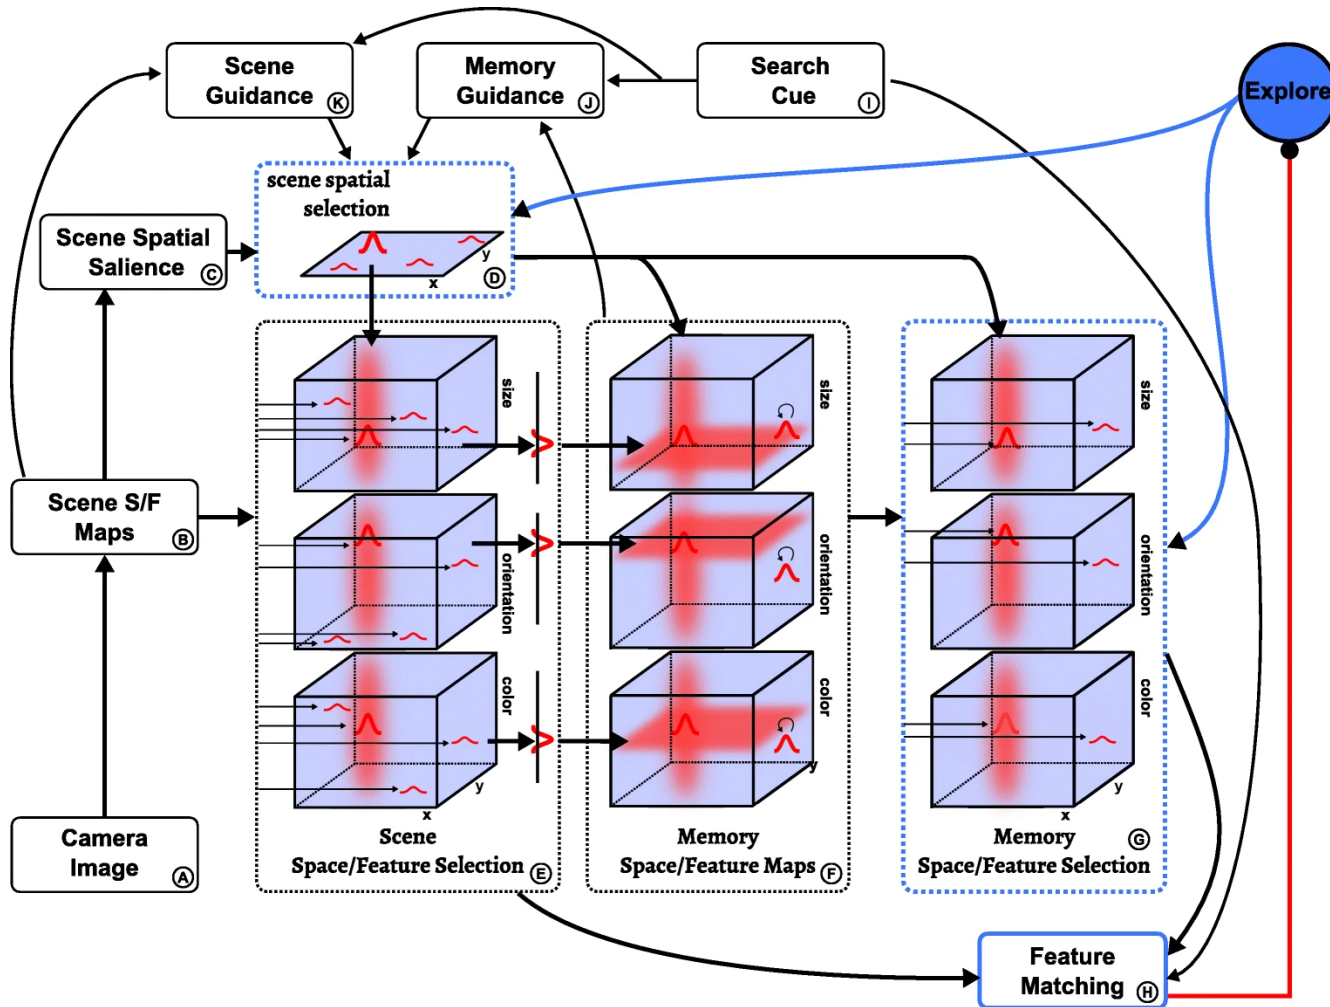 Scene
Guidance
K
Memory
Guidance
J
Search
Cue
I
Explore
scene spatial
selection
y
x
D
Scene Spatial
Salience
C
size
size
size
Scene S/F
Maps
B
orientation
orientation
orientation
color
color
color
y
x
y
y
x
Camera
Image
A
Scene
Space/Feature Selection
E
Memory
Space/Feature Maps
F
Memory
G
Space/Feature Selection
Feature
Matching
H